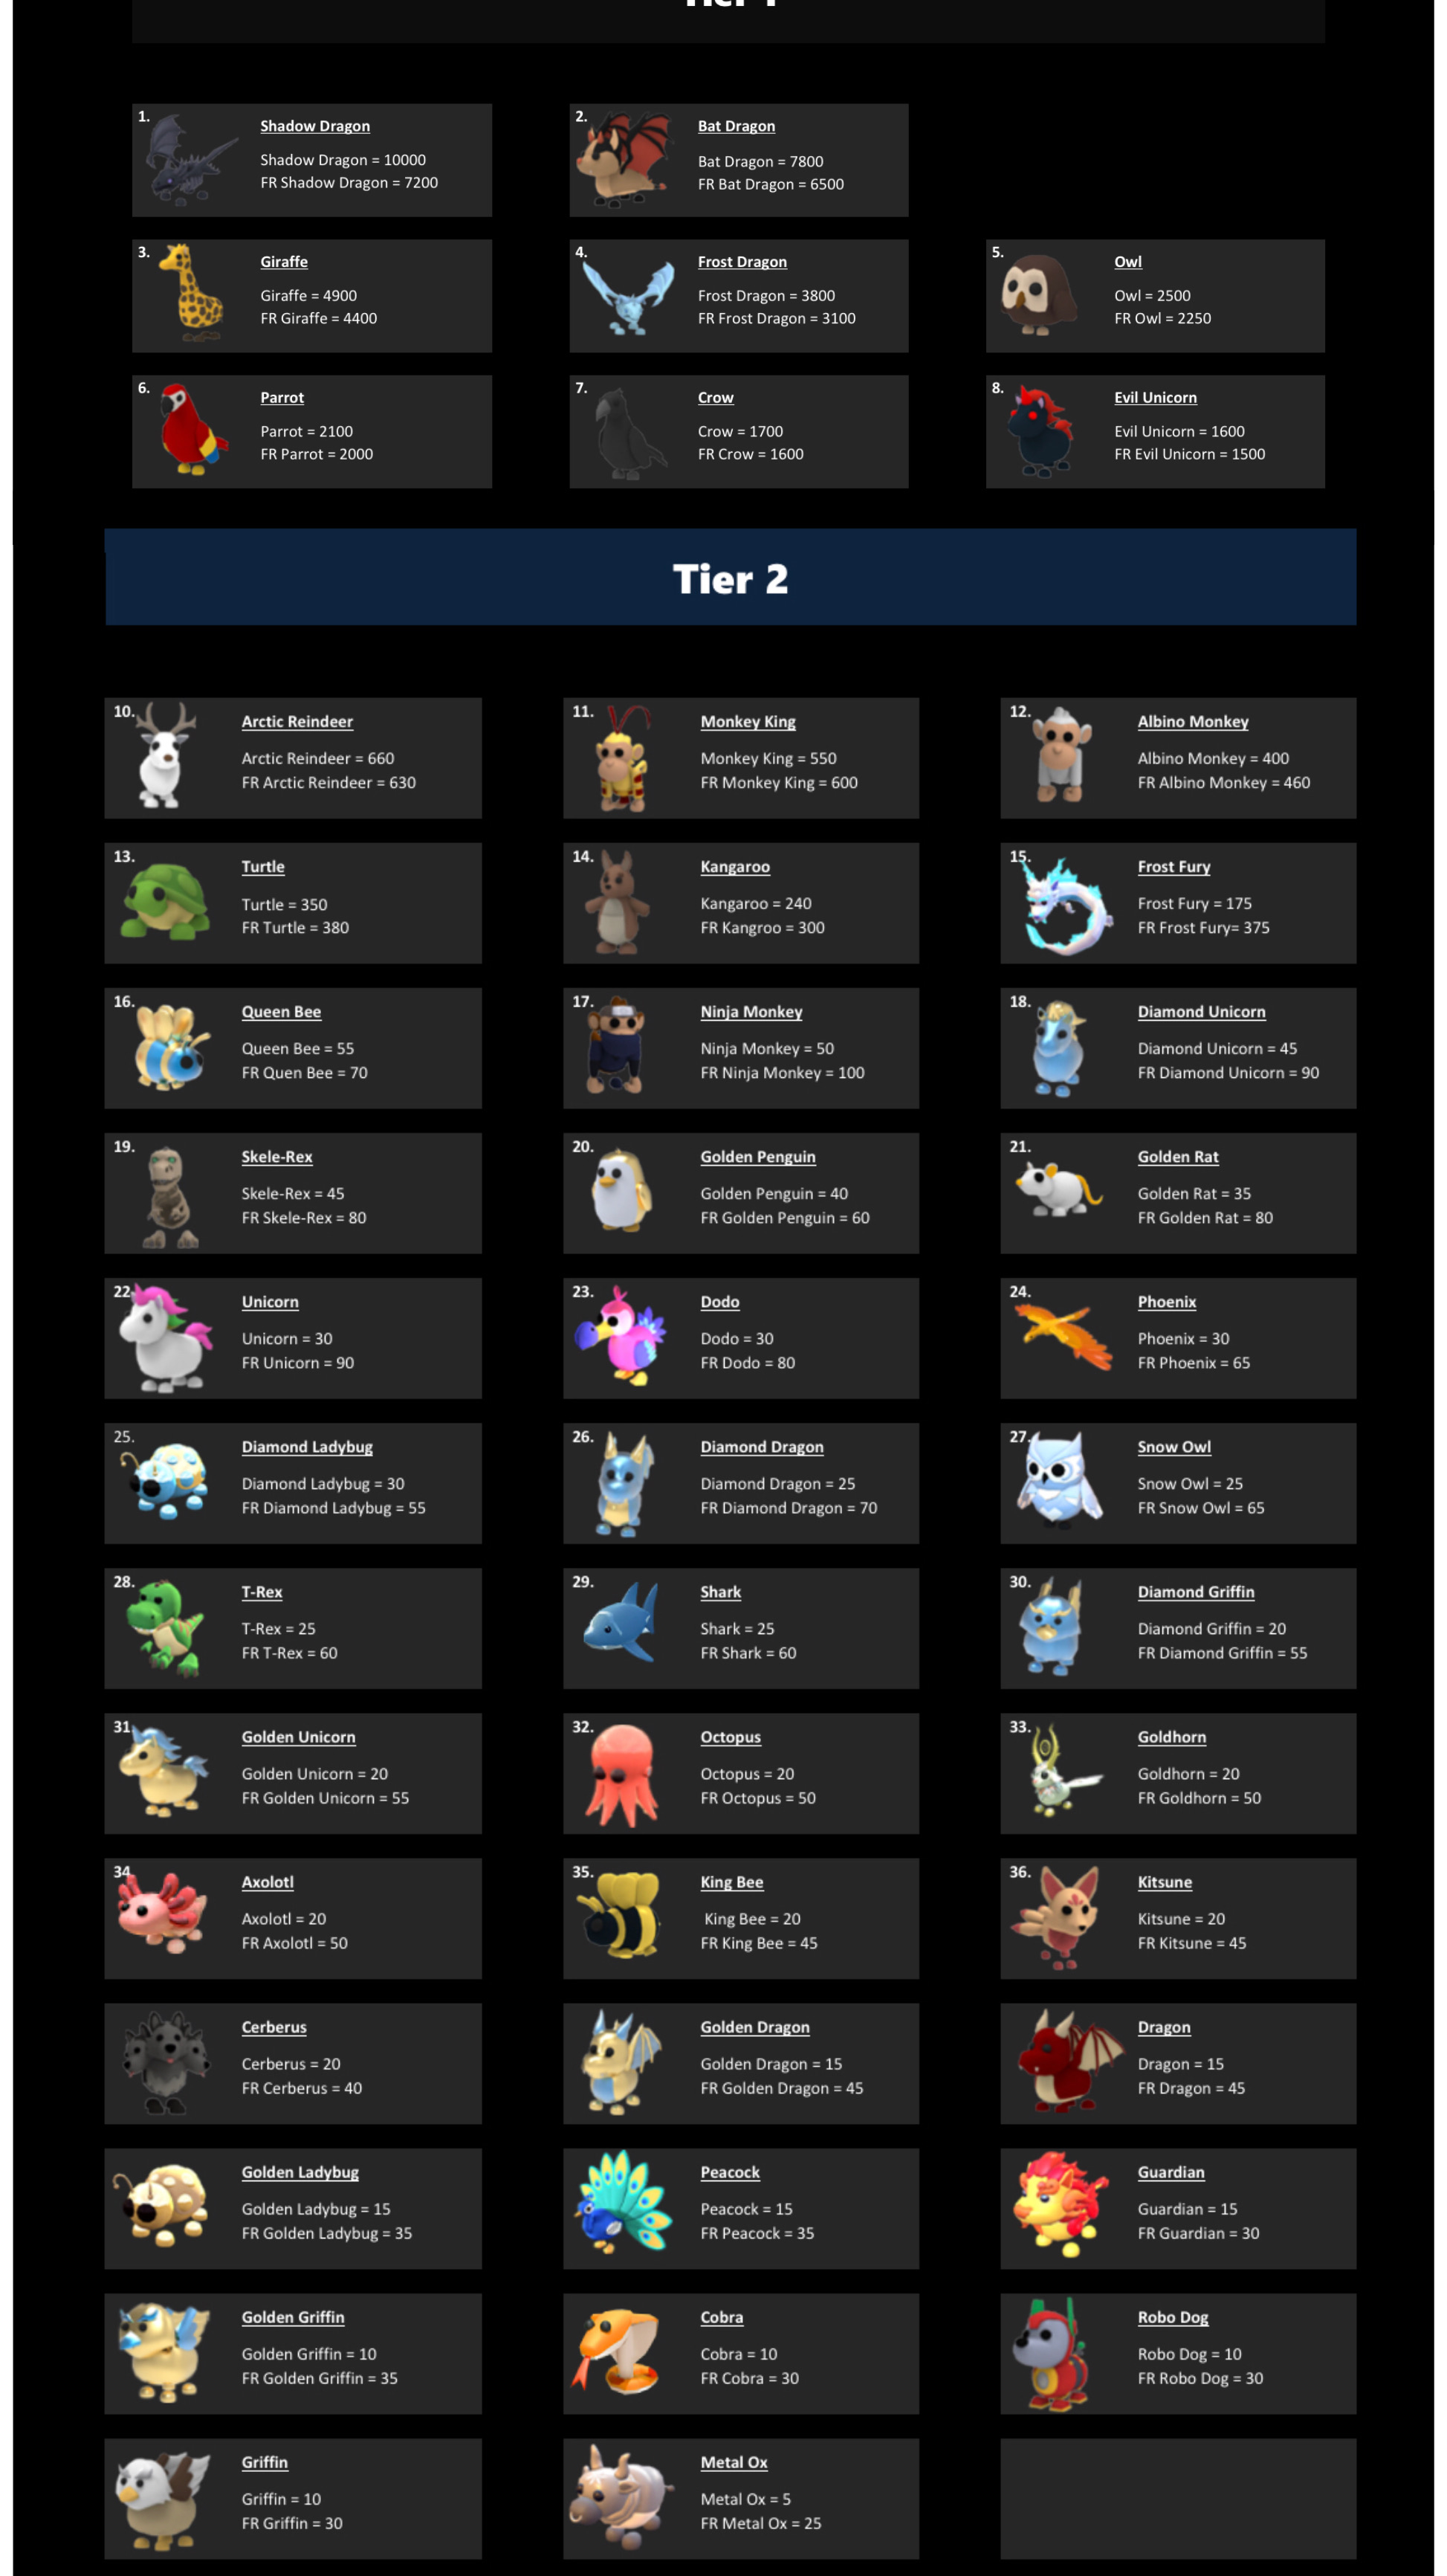 Tier 1
1.
Shadow Dragon
Shadow Dragon = 10000
FR Shadow Dragon = 7200
2.
Bat Dragon
Bat Dragon = 7800
FR Bat Dragon = 6500
3.
Giraffe
Giraffe = 4900
FR Giraffe = 4400
4.
Frost Dragon
Frost Dragon = 3800
FR Frost Dragon = 3100
5.
Owl
Owl = 2500
FR Owl = 2250
6.
Parrot
Parrot = 2100
FR Parrot = 2000
7.
Crow
Crow = 1700
FR Crow = 1600
8.
Evil Unicorn
Evil Unicorn = 1600
FR Evil Unicorn = 1500
Tier 2
10.
Arctic Reindeer
Arctic Reindeer = 660
FR Arctic Reindeer = 630
11.
Monkey King
Monkey King = 550
FR Monkey King = 600
12.
Albino Monkey
Albino Monkey = 400
FR Albino Monkey = 460
13.
Turtle
Turtle = 350
FR Turtle = 380
14.
Kangaroo
Kangaroo = 240
FR Kangroo = 300
15.
Frost Fury
Frost Fury = 175
FR Frost Fury= 375
16.
Queen Bee
Queen Bee = 55
FR Quen Bee = 70
17.
Ninja Monkey
Ninja Monkey = 50
FR Ninja Monkey = 100
18.
Diamond Unicorn
Diamond Unicorn = 45
FR Diamond Unicorn = 90
19.
Skele-Rex
Skele-Rex = 45
FR Skele-Rex = 80
20.
Golden Penguin
Golden Penguin = 40
FR Golden Penguin = 60
21.
Golden Rat
Golden Rat = 35
FR Golden Rat = 80
22.
Unicorn
Unicorn = 30
FR Unicorn = 90
23.
Dodo
Dodo = 30
FR Dodo = 80
24.
Phoenix
Phoenix = 30
FR Phoenix = 65
25.
Diamond Ladybug
Diamond Ladybug = 30
FR Diamond Ladybug = 55
26.
Diamond Dragon
Diamond Dragon = 25
FR Diamond Dragon = 70
27.
Snow Owl
Snow Owl = 25
FR Snow Owl = 65
28.
T-Rex
T-Rex = 25
FR T-Rex = 60
29.
Shark
Shark = 25
FR Shark = 60
30.
Diamond Griffin
Diamond Griffin = 20
FR Diamond Griffin = 55
31.
Golden Unicorn
Golden Unicorn = 20
FR Golden Unicorn = 55
32.
Octopus
Octopus = 20
FR Octopus = 50
33.
Goldhorn
Goldhorn = 20
FR Goldhorn = 50
34.
Axolotl
Axolotl = 20
FR Axolotl = 50
35.
King Bee
King Bee = 20
FR King Bee = 45
36.
Kitsune
Kitsune = 20
FR Kitsune = 45
Cerberus
Cerberus = 20
FR Cerberus = 40
Golden Dragon
Golden Dragon = 15
FR Golden Dragon = 45
Dragon
Dragon = 15
FR Dragon = 45
Golden Ladybug
Golden Ladybug = 15
FR Golden Ladybug = 35
Peacock
Peacock = 15
FR Peacock = 35
Guardian
Guardian = 15
FR Guardian = 30
Golden Griffin
Golden Griffin = 10
FR Golden Griffin = 35
Cobra
Cobra = 10
FR Cobra = 30
Robo Dog
Robo Dog = 10
FR Robo Dog = 30
Griffin
Griffin = 10
FR Griffin = 30
Metal Ox
Metal Ox = 5
FR Metal Ox = 25